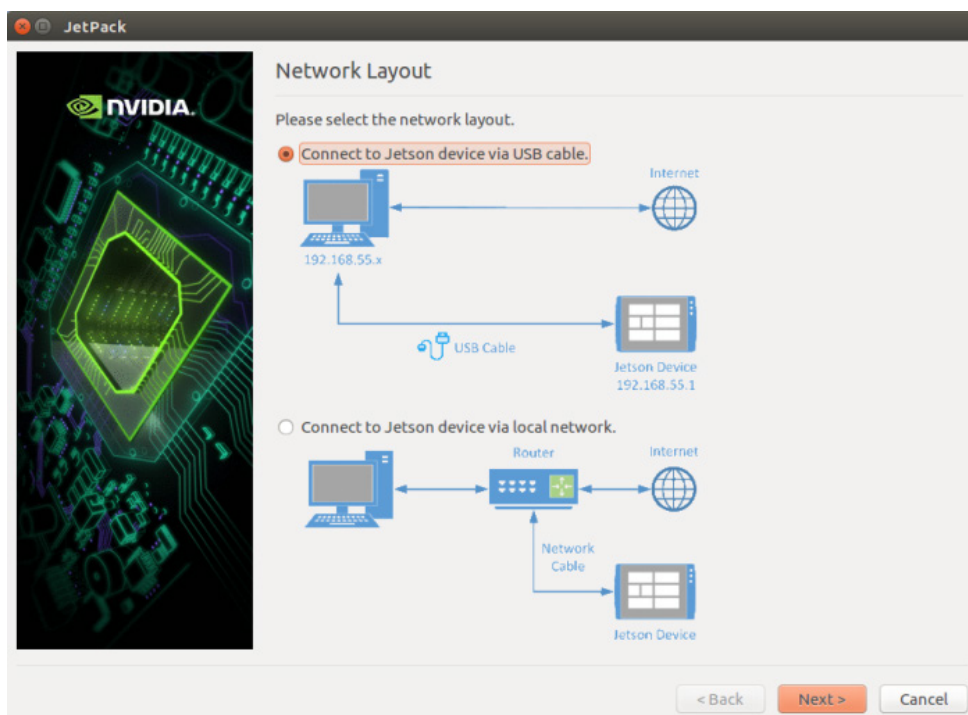 JetPack
NVIDIA.
Network Layout
Please select the network layout.
Connect to Jetson device via USB cable.
Internet
192.168.55.x
USB Cable
Jetson Device
192.168.55.1
Connect to Jetson device via local network.
Router
Internet
Network
Cable
Jetson Device
< Back
Next >
Cancel